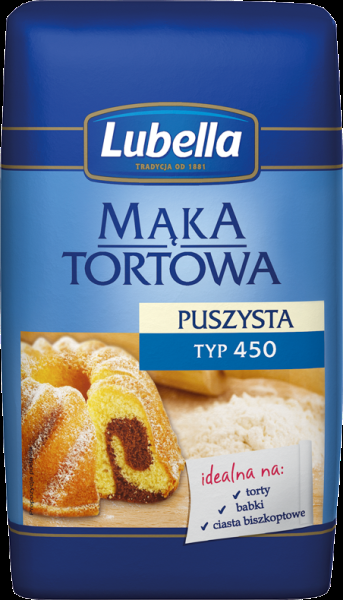 Lubella
TRADYCJA OD 1881
MĄKA
TORTOWA
PUSZYSTA
TYP 450
idealna na:
✓ torty
✓ babki
✓ ciasta biszkoptowe